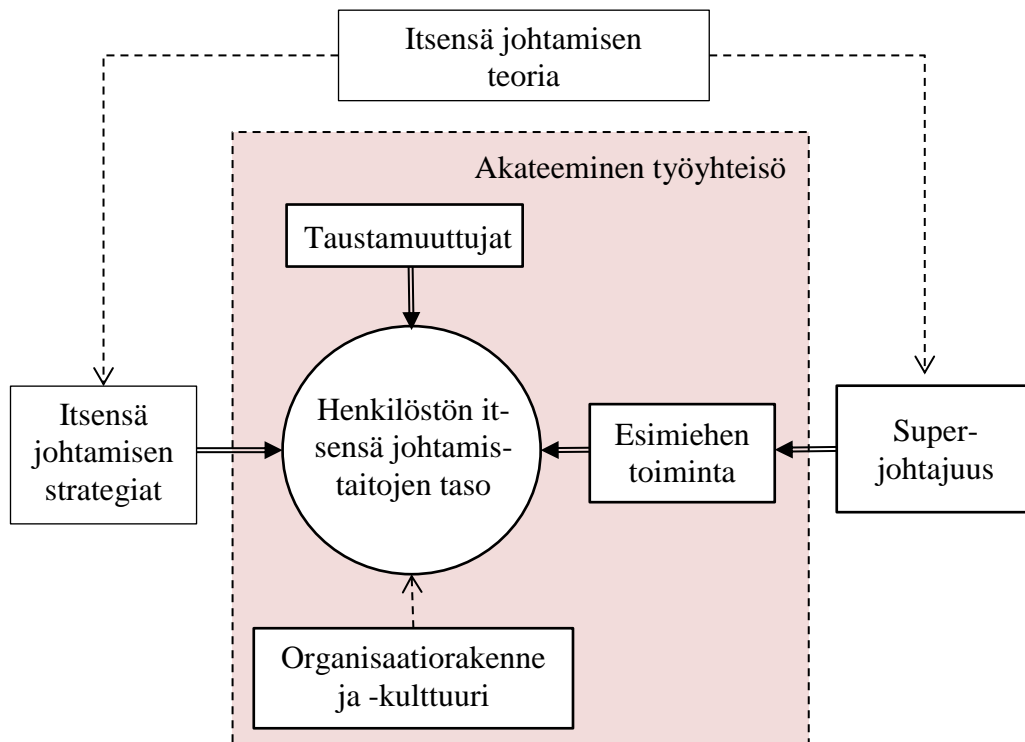 Itsensä johtamisen
teoria
Akateeminen työyhteisö
Taustamuuttujat
Itsensä
johtamisen
strategiat
Henkilöstön it-
sensä johtamis-
taitojen taso
Esimiehen
toiminta
Super-
johtajuus
Organisaatiorakenne
ja -kulttuuri